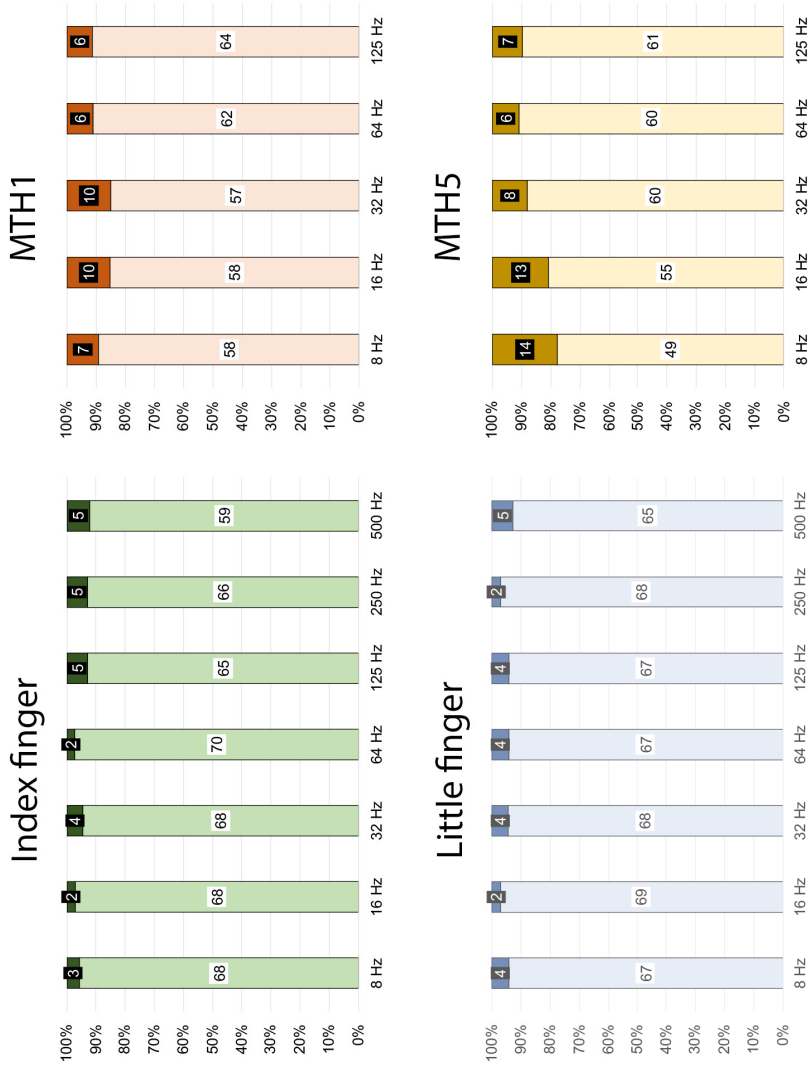 Index finger
100%
90%
80%
70%
60%
50%
40%
30%
20%
10%
0%
3 2 4 2 5 5 5
68 68 68 70 65 66 59
8 Hz 16 Hz 32 Hz 64 Hz 125 Hz 250 Hz 500 Hz
MTH1
100%
90%
80%
70%
60%
50%
40%
30%
20%
10%
0%
7 10 10 6 6
58 58 57 62 64
8 Hz 16 Hz 32 Hz 64 Hz 125 Hz
Little finger
100%
90%
80%
70%
60%
50%
40%
30%
20%
10%
0%
4 2 4 4 4 2 5
67 69 68 67 67 68 65
8 Hz 16 Hz 32 Hz 64 Hz 125 Hz 250 Hz 500 Hz
MTH5
100%
90%
80%
70%
60%
50%
40%
30%
20%
10%
0%
14 13 8 6 7
49 55 60 60 61
8 Hz 16 Hz 32 Hz 64 Hz 125 Hz